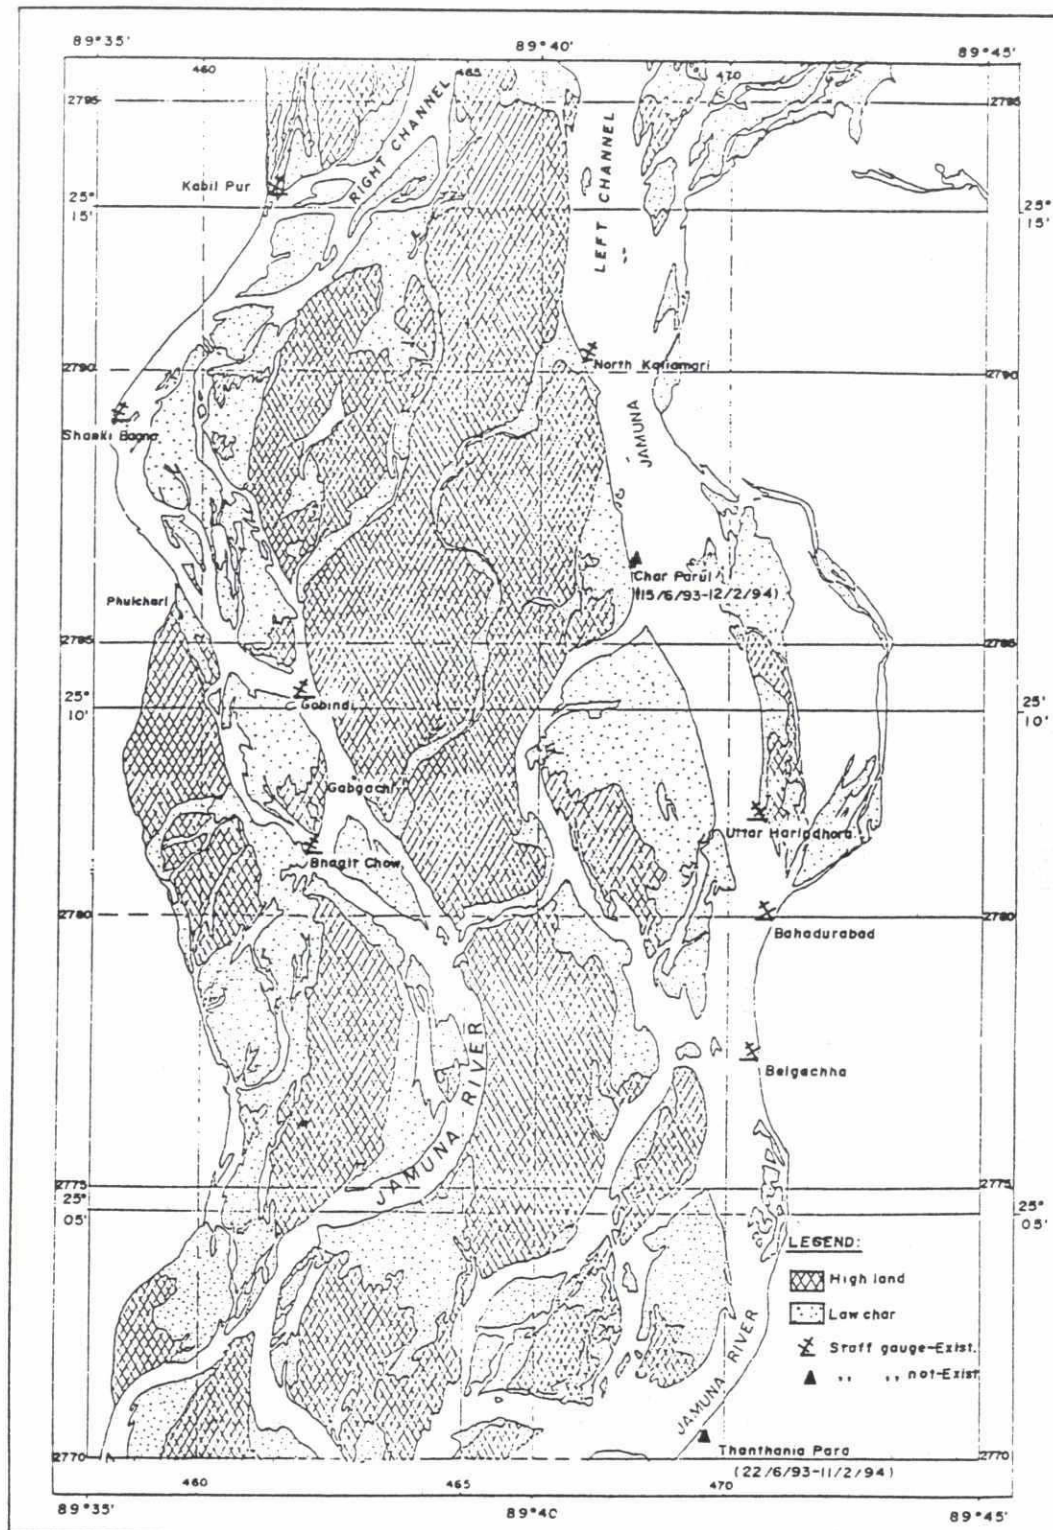 89°35'
89°40'
89°45'
460
465
470
2795
2795
RIGHT CHANNEL
LEFT CHANNEL
Kabil Pur
25°
15'
25°
15'
North Kotiamari
2790
2790
JAMUNA
Char Parul
(15/6/93-12/2/94)
Phulchari
2785
2785
25°
10'
25°
10'
Gobindi
Gabgachi
Uttar Harindhora
Bhagir Chow
2780
2780
Bahadurabad
Belgachha
JAMUNA RIVER
2775
2775
25°
05'
25°
05'
LEGEND:
High land
Law char
Staff gauge-Exist.
,, ,, not-Exist
JAMUNA RIVER
Thanthania Para
(22/6/93-11/2/94)
2770
2770
460
465
470
89°35'
89°40'
89°45'